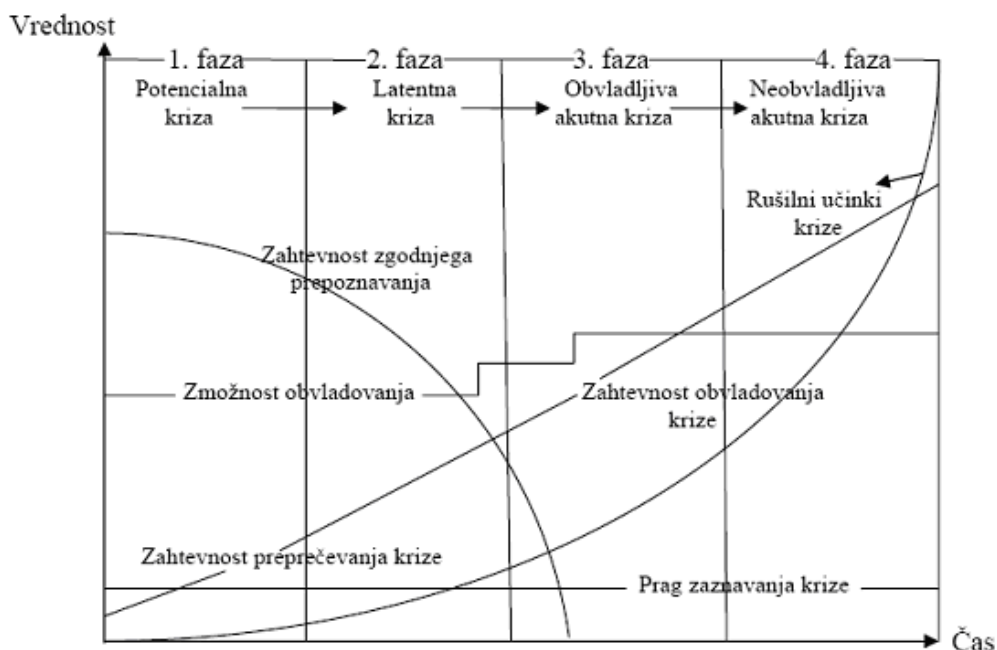 Vrednost
1. faza
2. faza
3. faza
4. faza
Potencialna
kriza
Latentna
kriza
Obvladljiva
akutna kriza
Neobvladljiva
akutna kriza
Rušilni učinki
krize
Zahtevnost zgodnjega
prepoznavanja
Zmožnost obvladovanja
Zahtevnost obvladovanja
krize
Zahtevnost preprečevanja krize
Prag zaznavanja krize
Čas